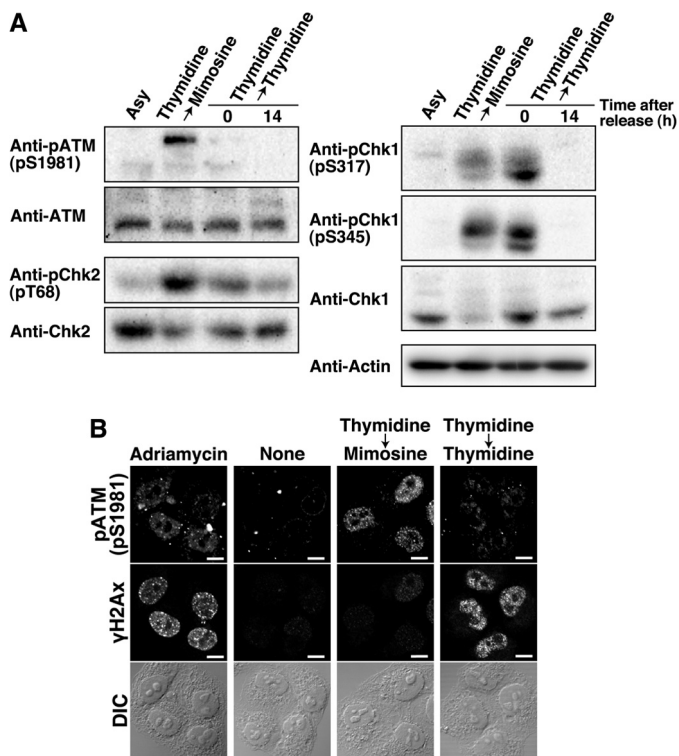 A
Asy
Thymidine
→Mimosine
Thymidine
→Thymidine
0
14
Anti-pATM
(pS1981)
Anti-ATM
Anti-pChk2
(pT68)
Anti-Chk2
Asy
Thymidine
→Mimosine
Thymidine
→Thymidine
0
14
Time after
release (h)
Anti-pChk1
(pS317)
Anti-pChk1
(pS345)
Anti-Chk1
Anti-Actin
B
Adriamycin
None
Thymidine
↓
Mimosine
Thymidine
↓
Thymidine
pATM
(pS1981)
γH2Ax
DIC